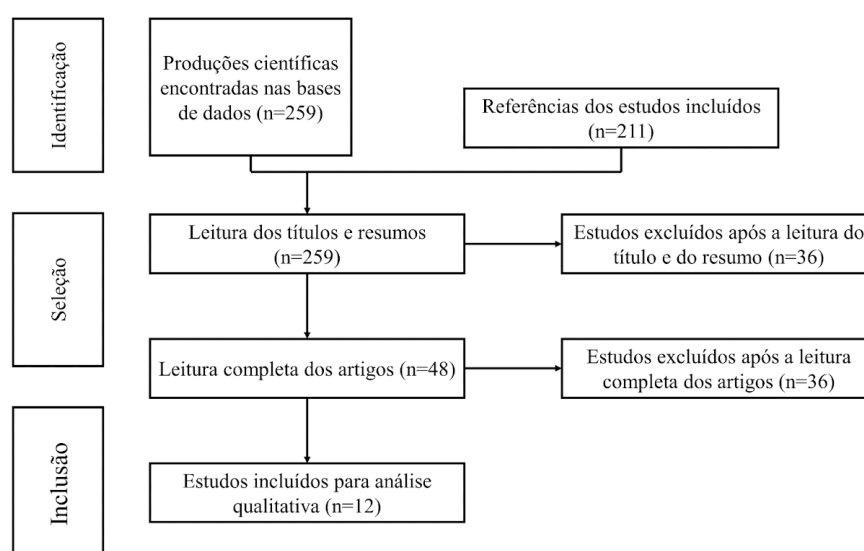 Identificação
Produções científicas
encontradas nas bases
de dados (n=259)
Referências dos estudos incluídos
(n=211)
Seleção
Leitura dos títulos e resumos
(n=259)
Estudos excluídos após a leitura do
título e do resumo (n=36)
Leitura completa dos artigos (n=48)
Estudos excluídos após a leitura
completa dos artigos (n=36)
Inclusão
Estudos incluídos para análise
qualitativa (n=12)